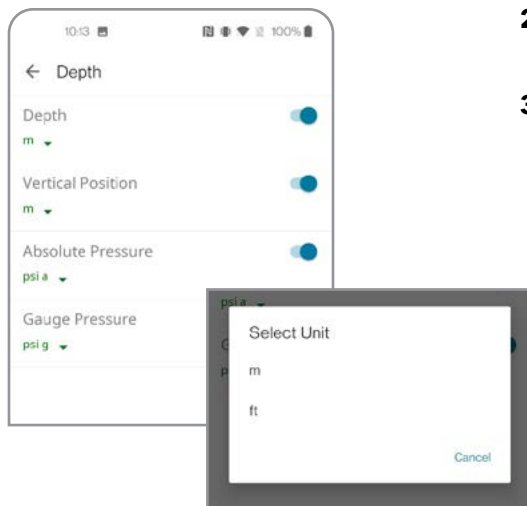 10:13 100%
← Depth
Depth
m
Vertical Position
m
Absolute Pressure
psi a
Gauge Pressure
psi g
psi a
Select Unit
m
ft
Cancel
2
3